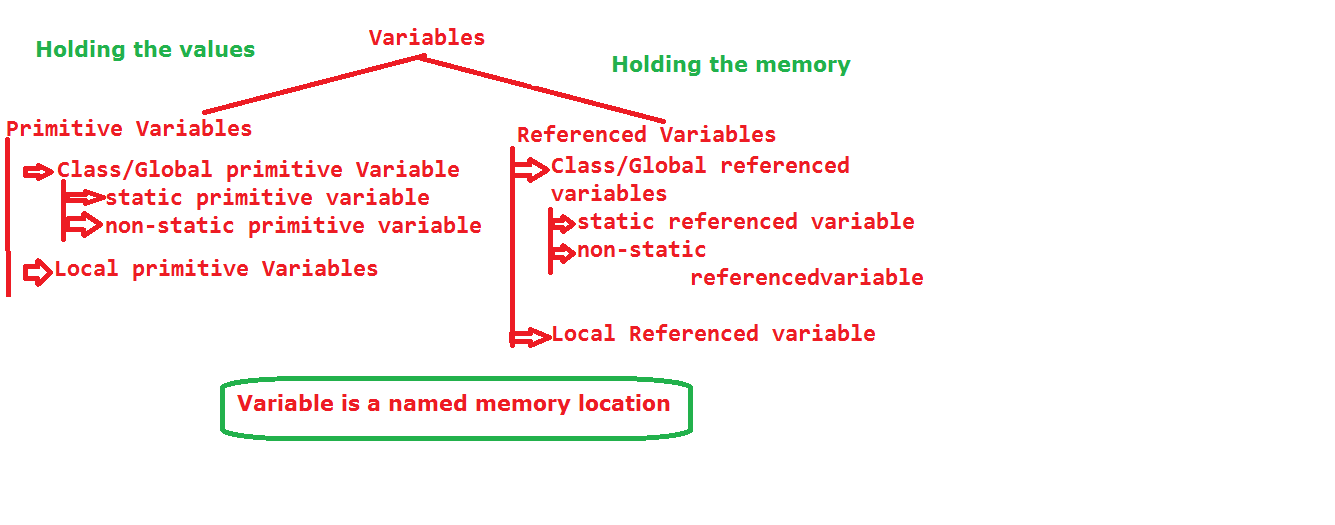 Variables
Holding the values
Holding the memory
Primitive Variables
Class/Global primitive Variable
static primitive variable
non-static primitive variable
Local primitive Variables
Referenced Variables
Class/Global referenced
variables
static referenced variable
non-static
referencedvariable
Local Referenced variable
Variable is a named memory location